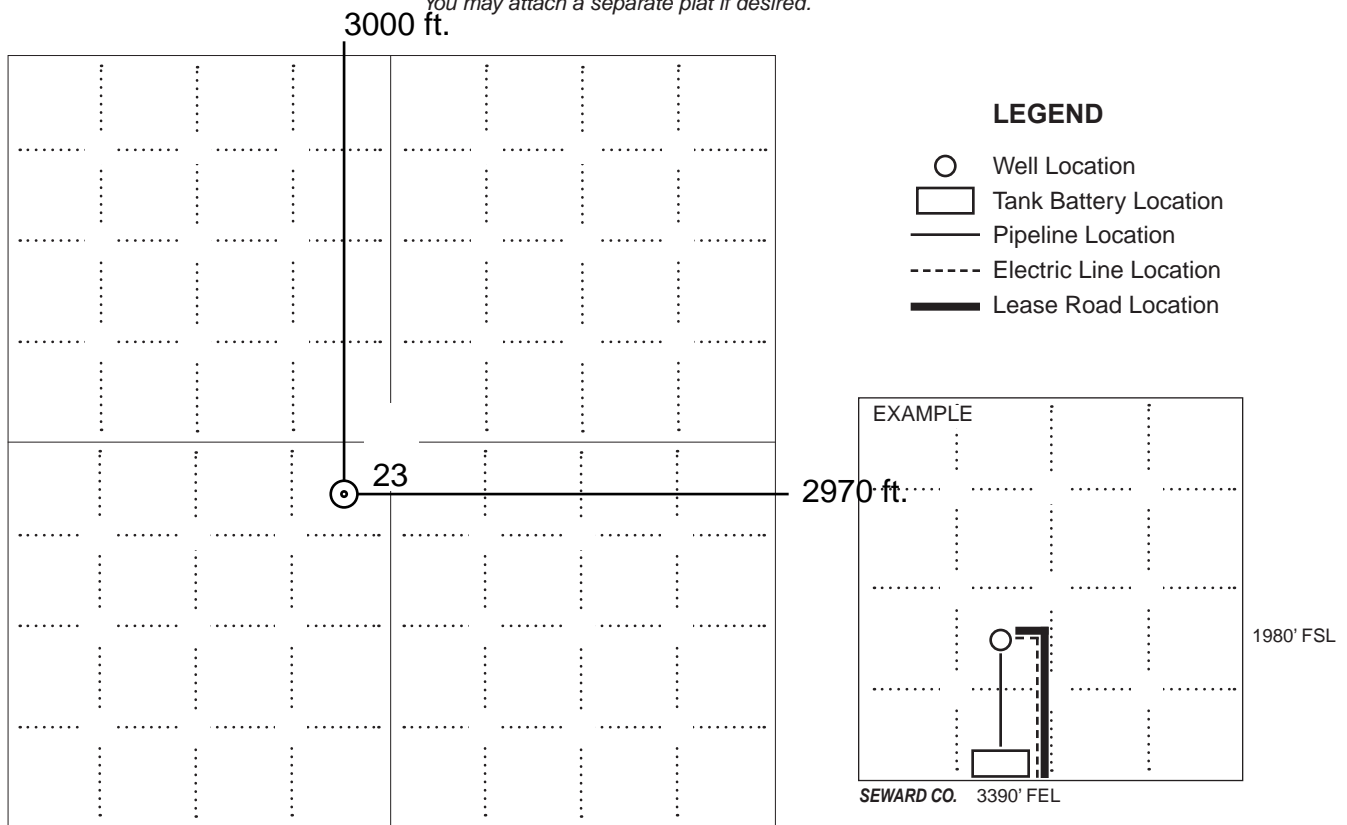 You may attach a separate plat if desired.
3000 ft.
LEGEND
Well Location
Tank Battery Location
Pipeline Location
Electric Line Location
Lease Road Location
EXAMPLE
23
2970 ft.
1980' FSL
SEWARD CO. 3390' FEL